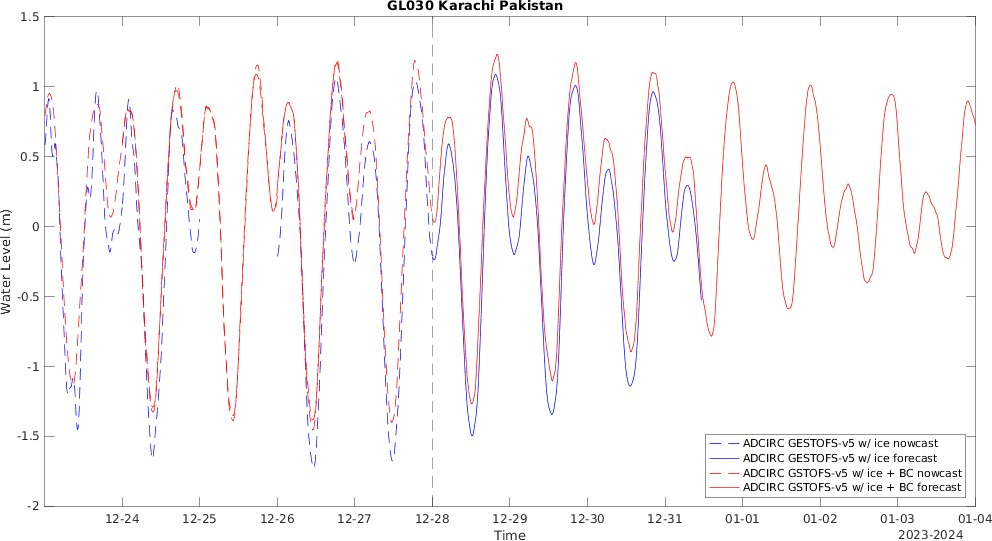 GL030 Karachi Pakistan
1.5
1
0.5
0
-0.5
-1
-1.5
-2
Water Level (m)
12-24 12-25 12-26 12-27 12-28 12-29 12-30 12-31 01-01 01-02 01-03 01-04
Time
2023-2024
ADCIRC GESTOFS-v5 w/ ice nowcast
ADCIRC GESTOFS-v5 w/ ice forecast
ADCIRC GSTOFS-v5 w/ ice + BC nowcast
ADCIRC GSTOFS-v5 w/ ice + BC forecast